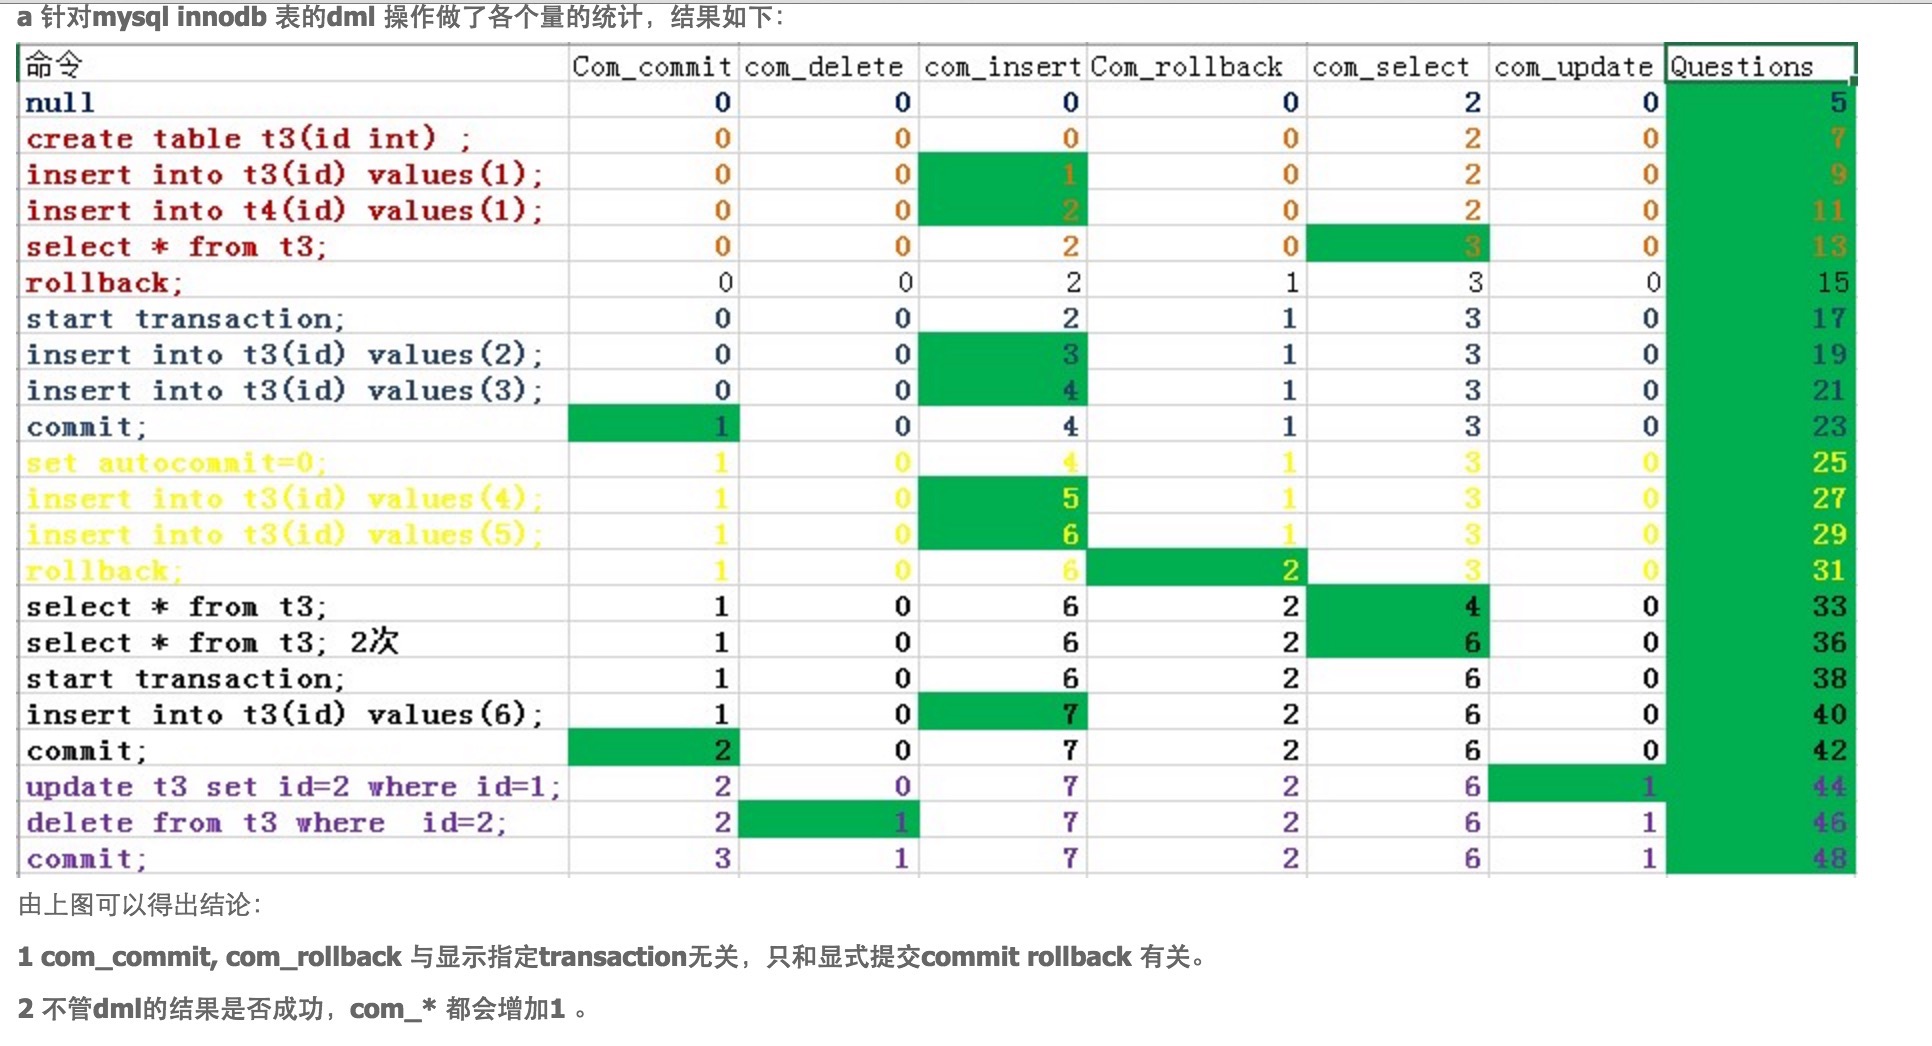 a 针对mysql innodb 表的dml 操作做了各个量的统计，结果如下：
命令 Com_commit com_delete com_insert Com_rollback com_select com_update Questions
null 0 0 0 0 2 0 5
create table t3(id int) ; 0 0 0 0 2 0 7
insert into t3(id) values(1); 0 0 1 0 2 0 9
insert into t4(id) values(1); 0 0 2 0 2 0 11
select * from t3; 0 0 2 0 3 0 13
rollback; 0 0 2 1 3 0 15
start transaction; 0 0 2 1 3 0 17
insert into t3(id) values(2); 0 0 3 1 3 0 19
insert into t3(id) values(3); 0 0 4 1 3 0 21
commit; 1 0 4 1 3 0 23
set autocommit=0; 1 0 4 1 3 0 25
insert into t3(id) values(4); 1 0 5 1 3 0 27
insert into t3(id) values(5); 1 0 6 1 3 0 29
rollback; 1 0 6 2 3 0 31
select * from t3; 1 0 6 2 4 0 33
select * from t3; 2次 1 0 6 2 6 0 36
start transaction; 1 0 6 2 6 0 38
insert into t3(id) values(6); 1 0 7 2 6 0 40
commit; 2 0 7 2 6 0 42
update t3 set id=2 where id=1; 2 0 7 2 6 1 44
delete from t3 where  id=2; 2 1 7 2 6 1 46
commit; 3 1 7 2 6 1 48
由上图可以得出结论：
1 com_commit, com_rollback 与显示指定transaction无关，只和显式提交commit rollback 有关。
2 不管dml的结果是否成功，com_* 都会增加1 。